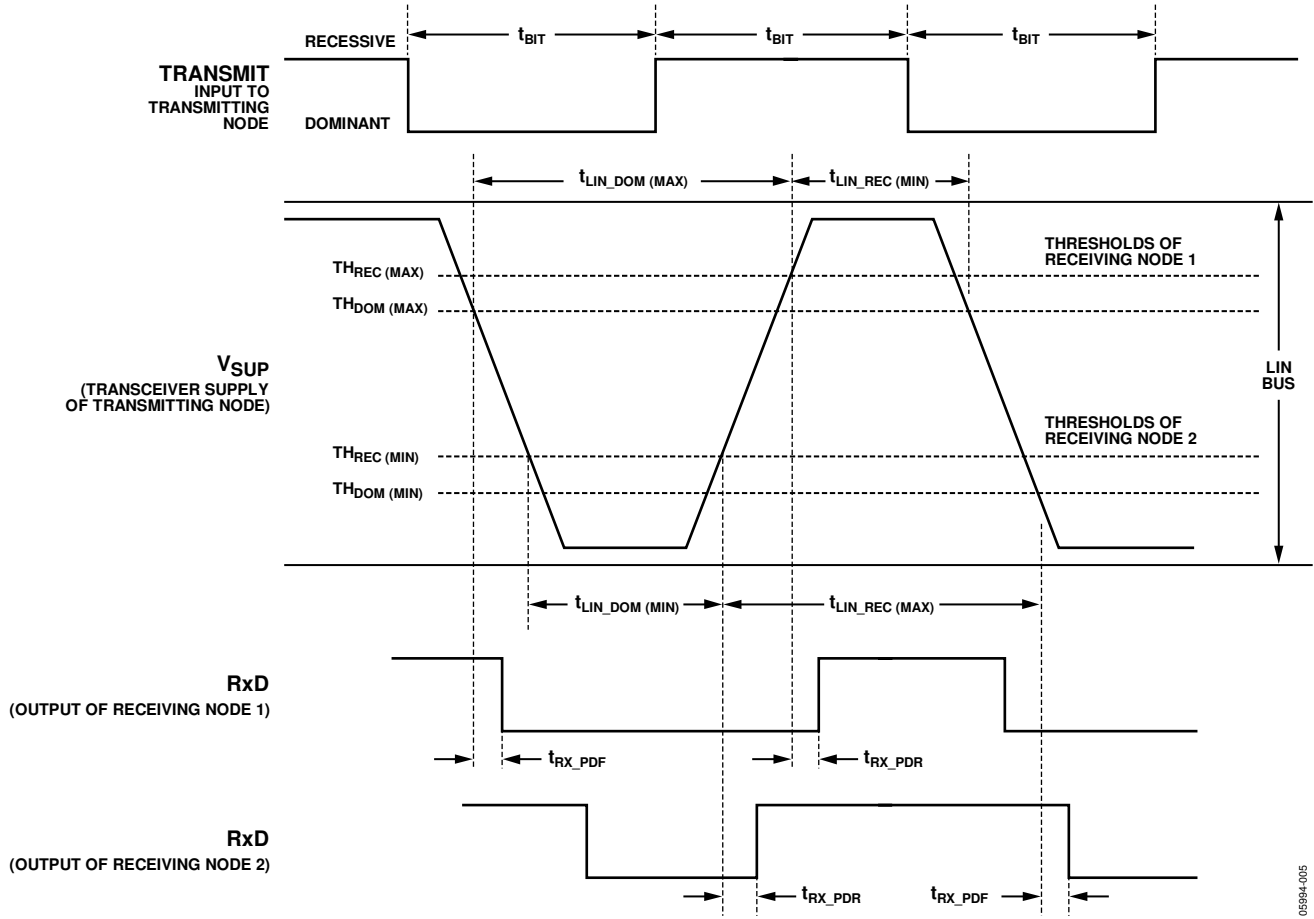 RECESSIVE
tBIT
tBIT
tBIT
TRANSMIT
INPUT TO
TRANSMITTING
NODE
DOMINANT
tLIN_DOM (MAX)
tLIN_REC (MIN)
THREC (MAX)
THDOM (MAX)
THRESHOLDS OF
RECEIVING NODE 1
VSUP
(TRANSCEIVER SUPPLY
OF TRANSMITTING NODE)
LIN
BUS
THREC (MIN)
THDOM (MIN)
THRESHOLDS OF
RECEIVING NODE 2
tLIN_DOM (MIN)
tLIN_REC (MAX)
RxD
(OUTPUT OF RECEIVING NODE 1)
tRX_PDF
tRX_PDR
RxD
(OUTPUT OF RECEIVING NODE 2)
tRX_PDR
tRX_PDF
05994-005